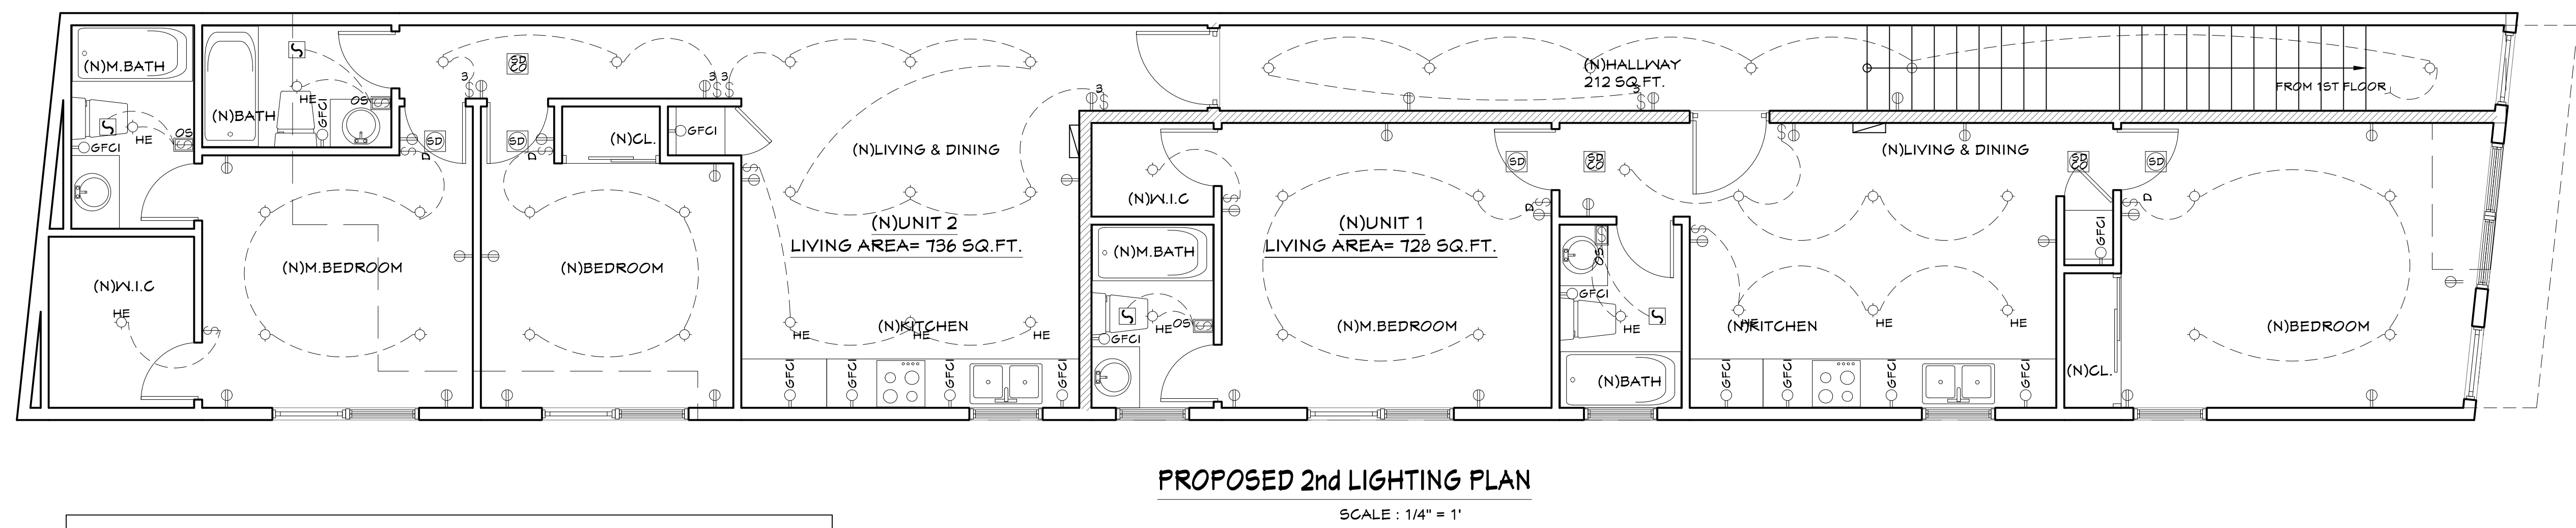 (N)M.BATH
HE
GFCI
OS
S
(N)BATH
HE
GFCI
OS
S
SD
CO
3
$
3
$
3
$
3
$
(N)HALLWAY
212 SQ.FT.
3
$
FROM 1ST FLOOR
SD
$
D
SD
$
D
(N)CL.
GFCI
(N)LIVING & DINING
(N)W.I.C
$
SD
SD
CO
$
(N)LIVING & DINING
SD
CO
SD
$
D
(N)UNIT 2
LIVING AREA= 736 SQ.FT.
(N)UNIT 1
LIVING AREA= 728 SQ.FT.
$
D
GFCI
(N)W.I.C
HE
$
(N)M.BEDROOM
(N)BEDROOM
$
(N)M.BATH
S
HE
OS
GFCI
OS
GFCI
HE
S
$
(N)KITCHEN
HE
HE
HE
(N)M.BEDROOM
(N)KITCHEN
HE
HE
HE
(N)BEDROOM
GFCI
GFCI
GFCI
GFCI
(N)BATH
GFCI
GFCI
GFCI
GFCI
(N)CL.
PROPOSED 2nd LIGHTING PLAN
SCALE : 1/4" = 1'